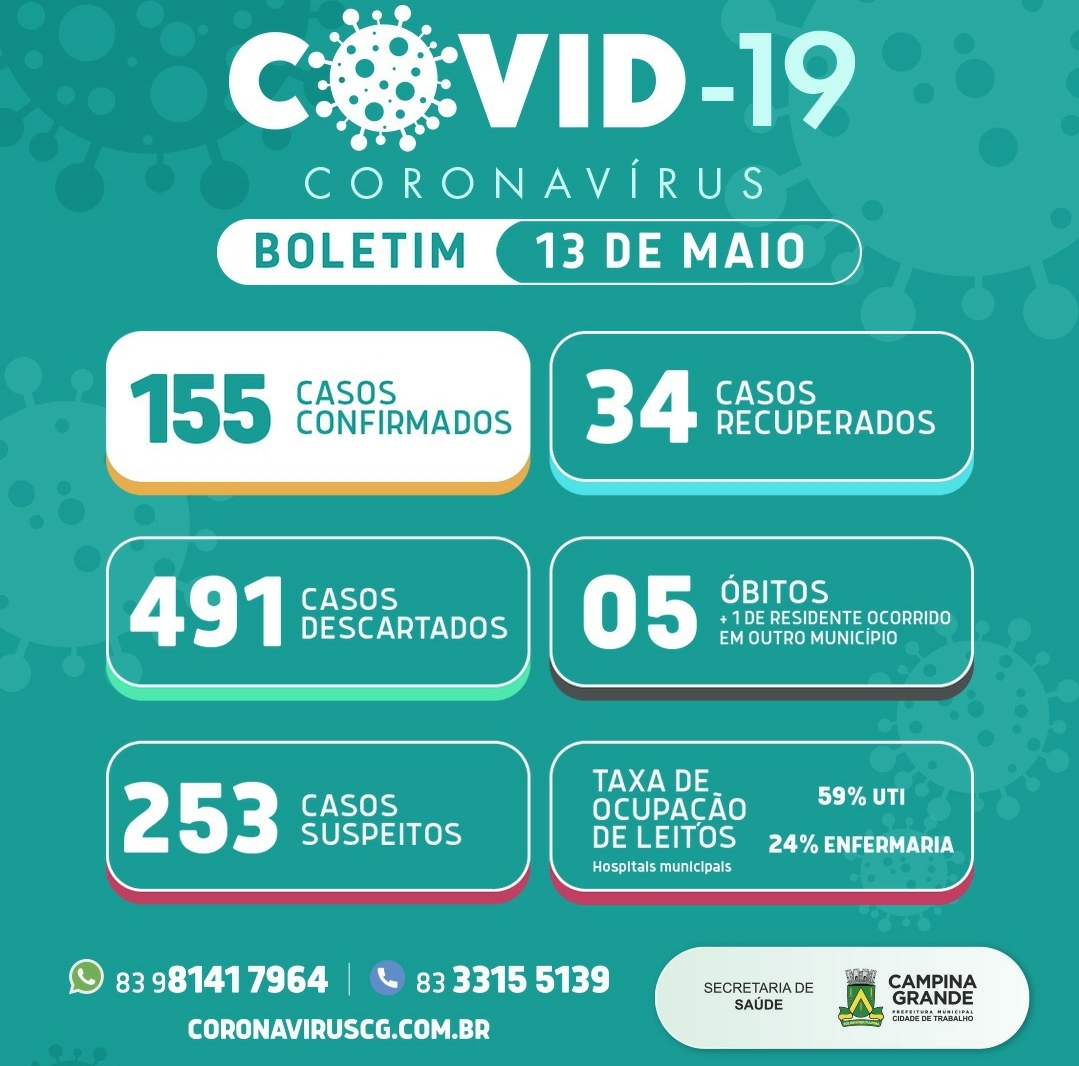 COVID-19
CORONAVÍRUS
BOLETIM 13 DE MAIO
155 CASOS
CONFIRMADOS
34 CASOS
RECUPERADOS
491 CASOS
DESCARTADOS
05 ÓBITOS
+ 1 DE RESIDENTE OCORRIDO
EM OUTRO MUNICÍPIO
253 CASOS
SUSPEITOS
TAXA DE
OCUPAÇÃO
DE LEITOS
Hospitais municipais
59% UTI
24% ENFERMARIA
83 981417964 | 83 3315 5139
CORONAVIRUSCG.COM.BR
SECRETARIA DE
SAÚDE
CAMPINA
GRANDE
PREFEITURA MUNICIPAL
CIDADE DE TRABALHO